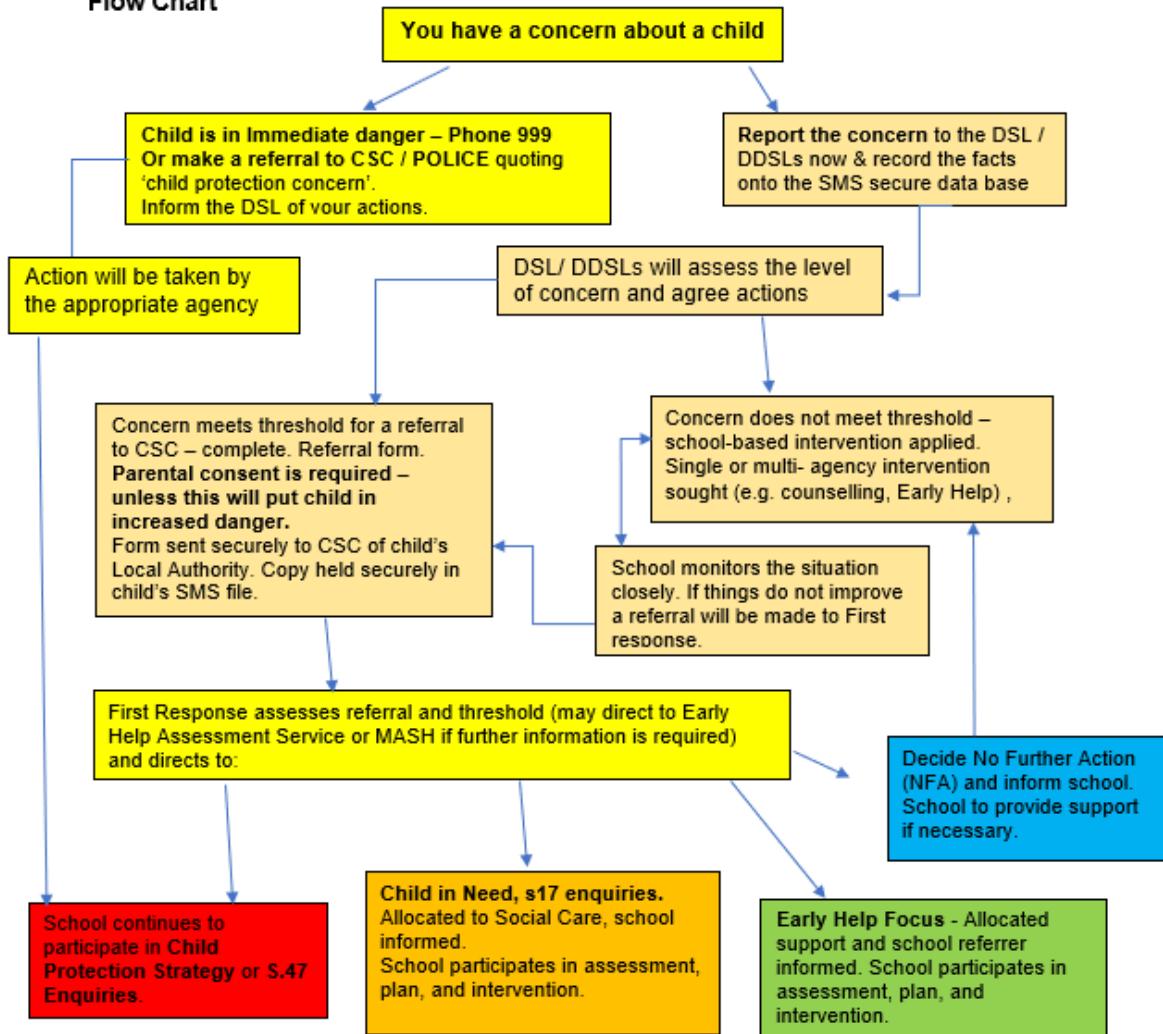 Flow Chart
You have a concern about a child
Child is in Immediate danger – Phone 999
Or make a referral to CSC / POLICE quoting
‘child protection concern’.
Inform the DSL of your actions.
Report the concern to the DSL /
DDSLs now & record the facts
onto the SMS secure data base
Action will be taken by
the appropriate agency
DSL/ DDSLs will assess the level
of concern and agree actions
Concern meets threshold for a referral
to CSC – complete. Referral form.
Parental consent is required –
unless this will put child in
increased danger.
Form sent securely to CSC of child’s
Local Authority. Copy held securely in
child’s SMS file.
Concern does not meet threshold –
school-based intervention applied.
Single or multi- agency intervention
sought (e.g. counselling, Early Help) ,
School monitors the situation
closely. If things do not improve
a referral will be made to First
response.
First Response assesses referral and threshold (may direct to Early
Help Assessment Service or MASH if further information is required)
and directs to:
Decide No Further Action
(NFA) and inform school.
School to provide support
if necessary.
School continues to
participate in Child
Protection Strategy or S.47
Enquiries.
Child in Need, s17 enquiries.
Allocated to Social Care, school
informed.
School participates in assessment,
plan, and intervention.
Early Help Focus - Allocated
support and school referrer
informed. School participates in
assessment, plan, and
intervention.